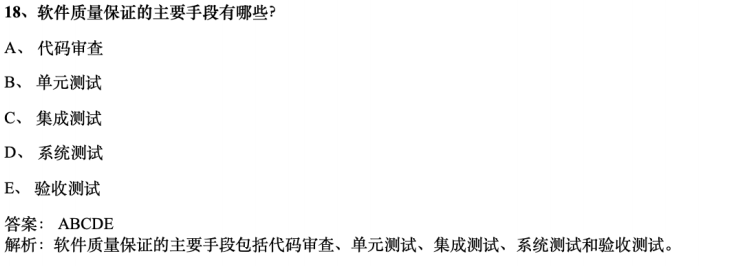 18、软件质量保证的主要手段有哪些?
A、 代码审查
B、 单元测试
C、 集成测试
D、 系统测试
E、 验收测试
答案： ABCDE
解析：软件质量保证的主要手段包括代码审查、单元测试、集成测试、系统测试和验收测试。